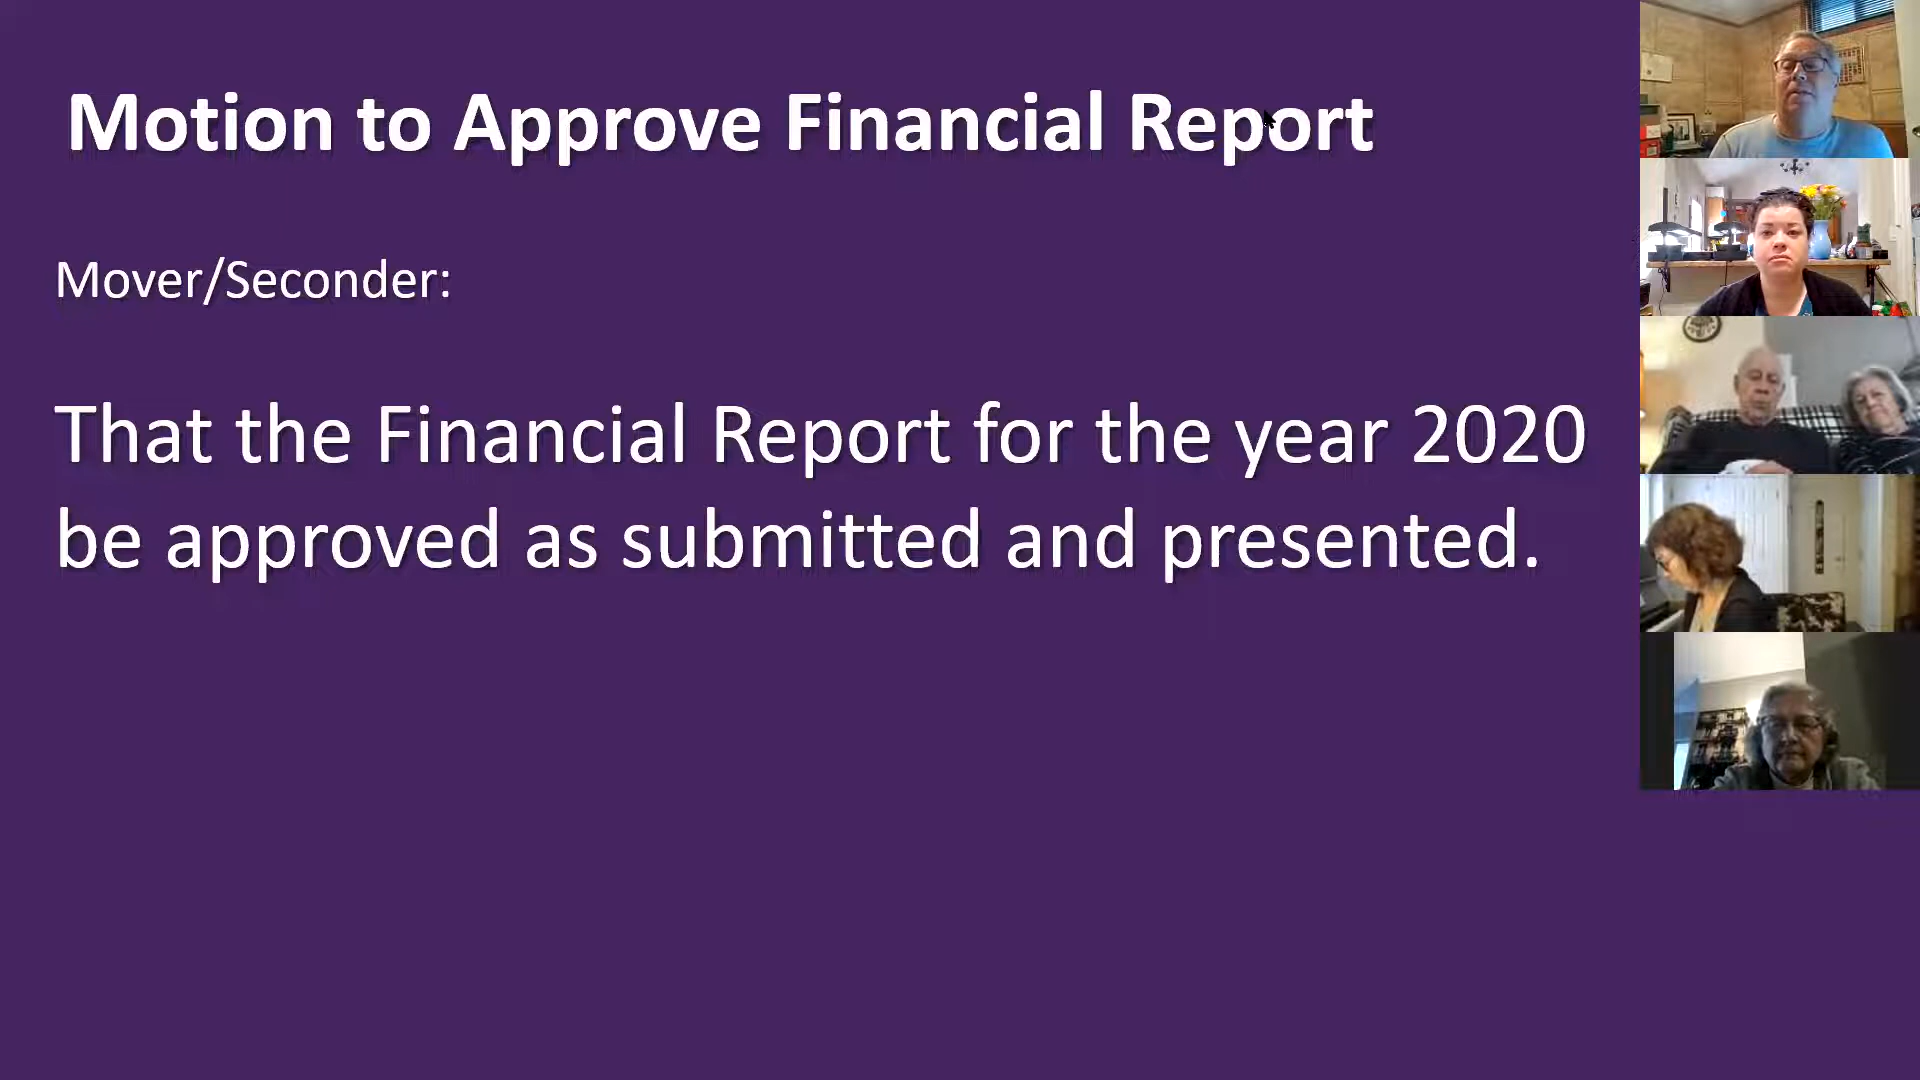 Motion to Approve Financial Report
Mover/Seconder:
That the Financial Report for the year 2020
be approved as submitted and presented.